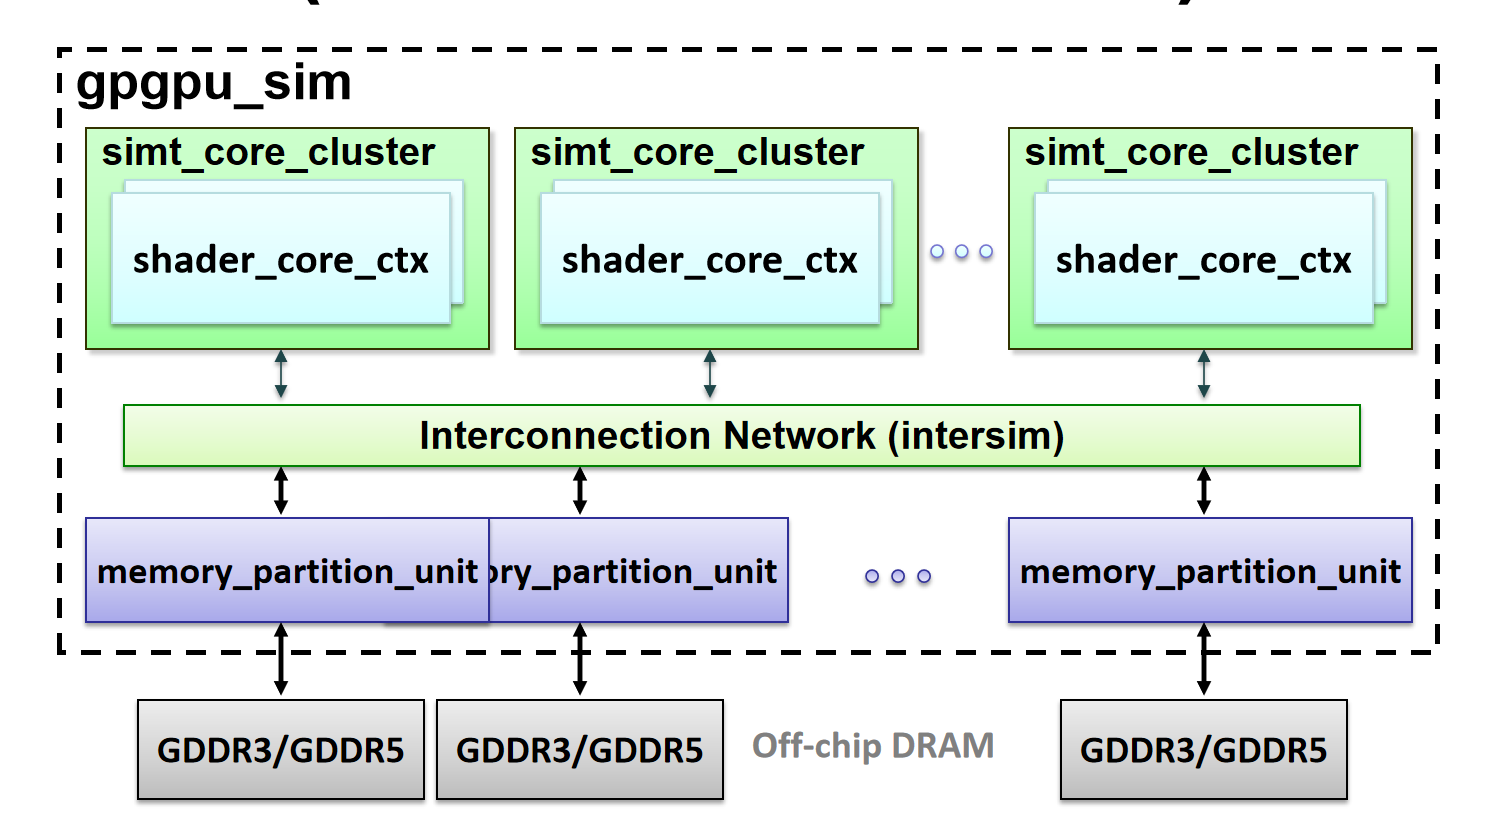 gpgpu_sim
simt_core_cluster
simt_core_cluster
simt_core_cluster
shader_core_ctx
shader_core_ctx
shader_core_ctx
Interconnection Network (intersim)
memory_partition_unit
ory_partition_unit
memory_partition_unit
GDDR3/GDDR5
GDDR3/GDDR5
Off-chip DRAM
GDDR3/GDDR5